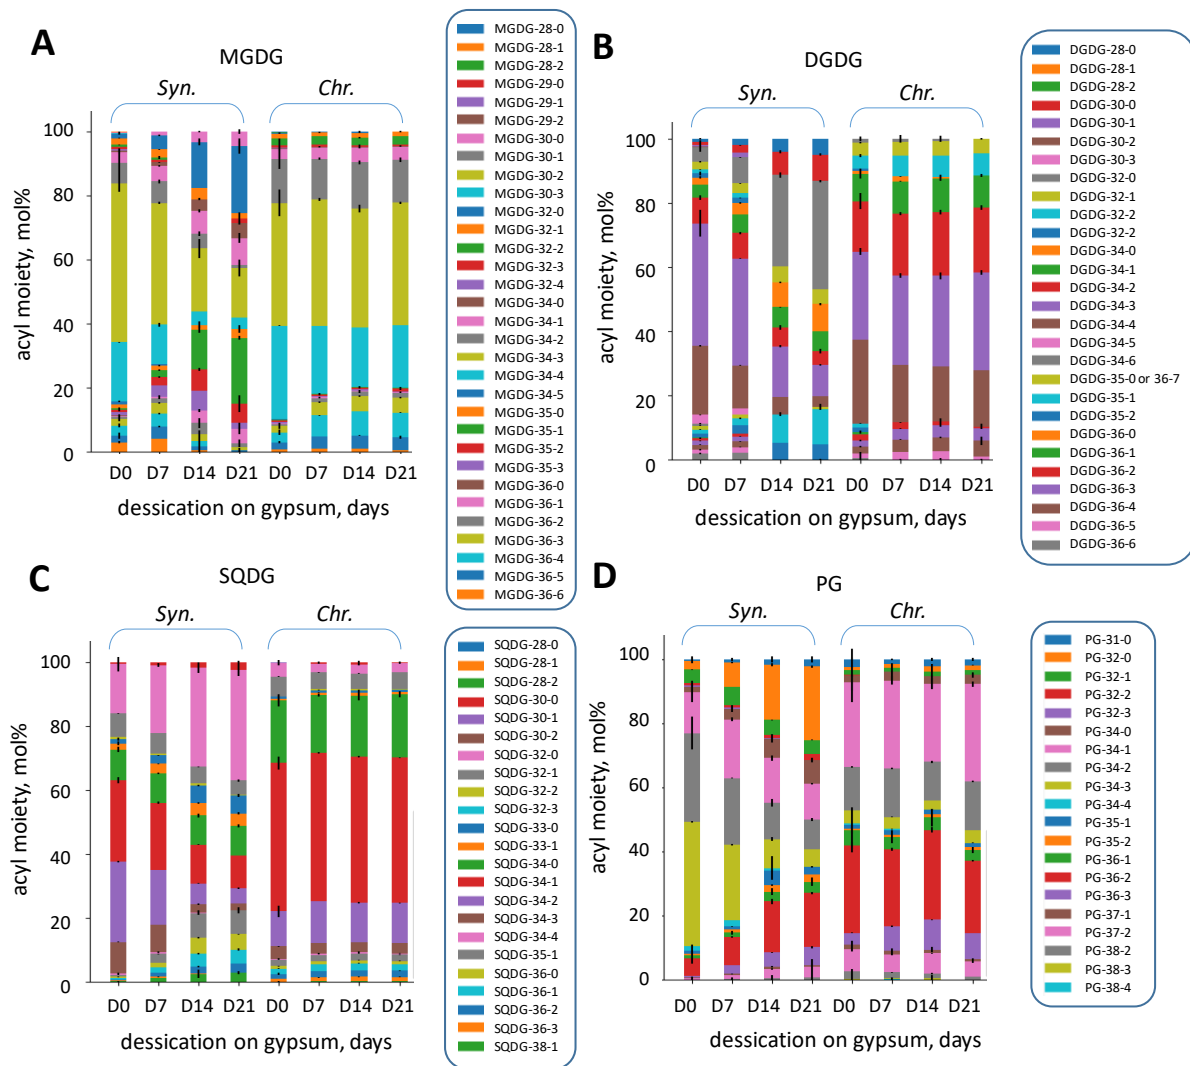 A
MGDG
Syn.
Chr.
100
80
60
40
20
0
acyl moiety, mol%
D0 D7 D14 D21 D0 D7 D14 D21
dessication on gypsum, days
MGDG-28-0
MGDG-28-1
MGDG-28-2
MGDG-29-0
MGDG-29-1
MGDG-29-2
MGDG-30-0
MGDG-30-1
MGDG-30-2
MGDG-30-3
MGDG-32-0
MGDG-32-1
MGDG-32-2
MGDG-32-3
MGDG-32-4
MGDG-34-0
MGDG-34-1
MGDG-34-2
MGDG-34-3
MGDG-34-4
MGDG-34-5
MGDG-35-0
MGDG-35-1
MGDG-35-2
MGDG-35-3
MGDG-36-0
MGDG-36-1
MGDG-36-2
MGDG-36-3
MGDG-36-4
MGDG-36-5
MGDG-36-6
B
DGDG
Syn.
Chr.
100
80
60
40
20
0
acyl moiety, mol%
D0 D7 D14 D21 D0 D7 D14 D21
dessication on gypsum, days
DGDG-28-0
DGDG-28-1
DGDG-28-2
DGDG-30-0
DGDG-30-1
DGDG-30-2
DGDG-30-3
DGDG-32-0
DGDG-32-1
DGDG-32-2
DGDG-32-2
DGDG-34-0
DGDG-34-1
DGDG-34-2
DGDG-34-3
DGDG-34-4
DGDG-34-5
DGDG-34-6
DGDG-35-0 or 36-7
DGDG-35-1
DGDG-35-2
DGDG-36-0
DGDG-36-1
DGDG-36-2
DGDG-36-3
DGDG-36-4
DGDG-36-5
DGDG-36-6
C
SQDG
Syn.
Chr.
100
80
60
40
20
0
acyl moiety, mol%
D0 D7 D14 D21 D0 D7 D14 D21
dessication on gypsum, days
SQDG-28-0
SQDG-28-1
SQDG-28-2
SQDG-30-0
SQDG-30-1
SQDG-30-2
SQDG-32-0
SQDG-32-1
SQDG-32-2
SQDG-32-3
SQDG-33-0
SQDG-33-1
SQDG-34-0
SQDG-34-1
SQDG-34-2
SQDG-34-3
SQDG-34-4
SQDG-35-1
SQDG-36-0
SQDG-36-1
SQDG-36-2
SQDG-36-3
SQDG-38-1
D
PG
Syn.
Chr.
100
80
60
40
20
0
acyl moiety, mol%
D0 D7 D14 D21 D0 D7 D14 D21
dessication on gypsum, days
PG-31-0
PG-32-0
PG-32-1
PG-32-2
PG-32-3
PG-34-0
PG-34-1
PG-34-2
PG-34-3
PG-34-4
PG-35-1
PG-35-2
PG-36-1
PG-36-2
PG-36-3
PG-37-1
PG-37-2
PG-38-2
PG-38-3
PG-38-4